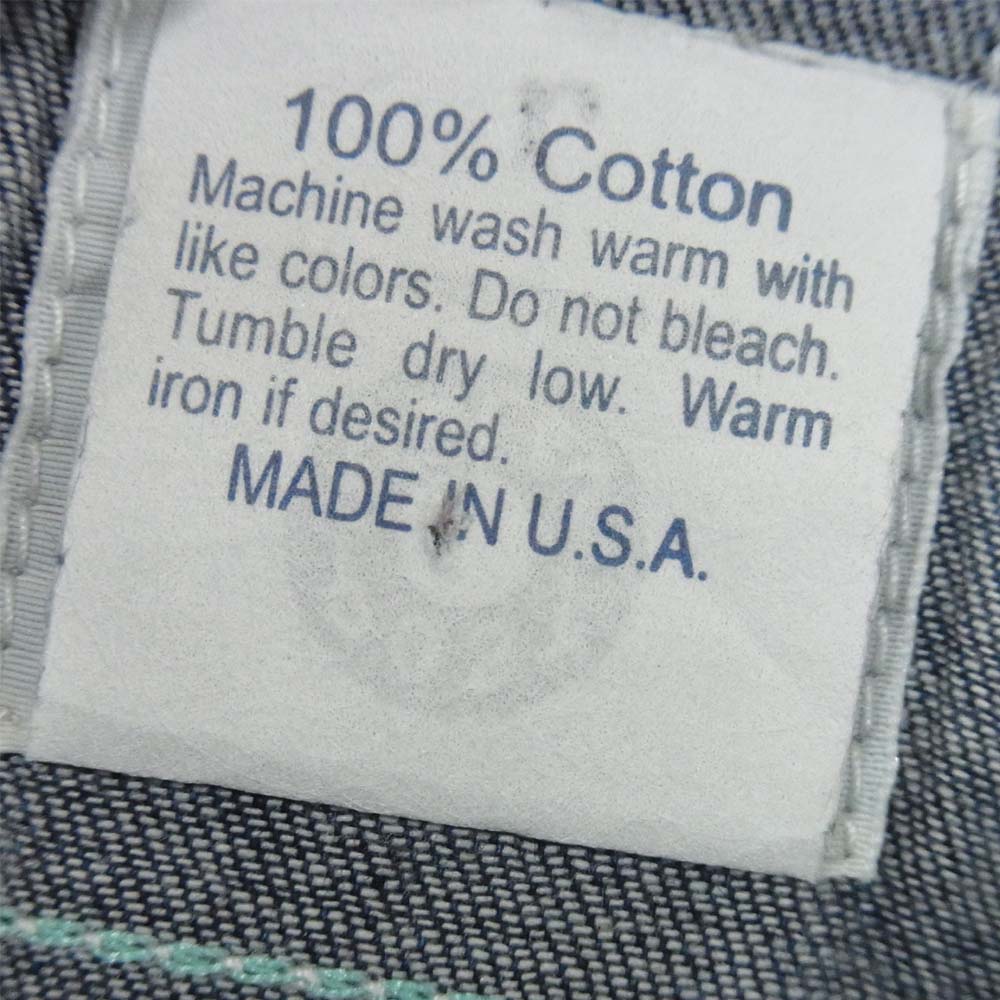 100% Cotton
Machine wash warm with
like colors. Do not bleach.
Tumble dry low. Warm
iron if desired.
MADE IN U.S.A.